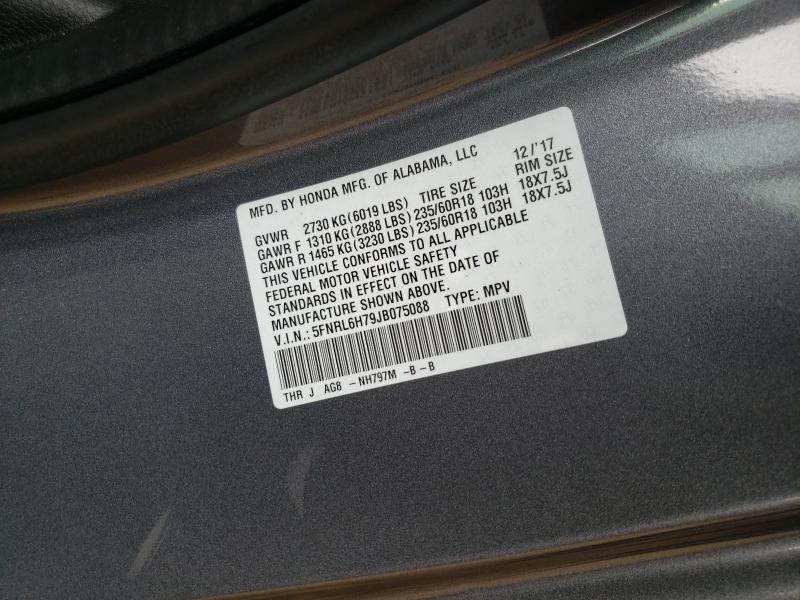 MFD. BY HONDA MFG. OF ALABAMA, LLC 12/'17
GVWR 2730 KG(6019 LBS) TIRE SIZE RIM SIZE
GAWR F 1310 KG(2888 LBS) 235/60R18 103H 18X7.5J
GAWR R 1465 KG(3230 LBS) 235/60R18 103H 18X7.5J
THIS VEHICLE CONFORMS TO ALL APPLICABLE
FEDERAL MOTOR VEHICLE SAFETY
STANDARDS IN EFFECT ON THE DATE OF
MANUFACTURE SHOWN ABOVE.
V.I.N.: 5FNRL6H79JB075088 TYPE: MPV
THR J AG8 -NH797M -B-B